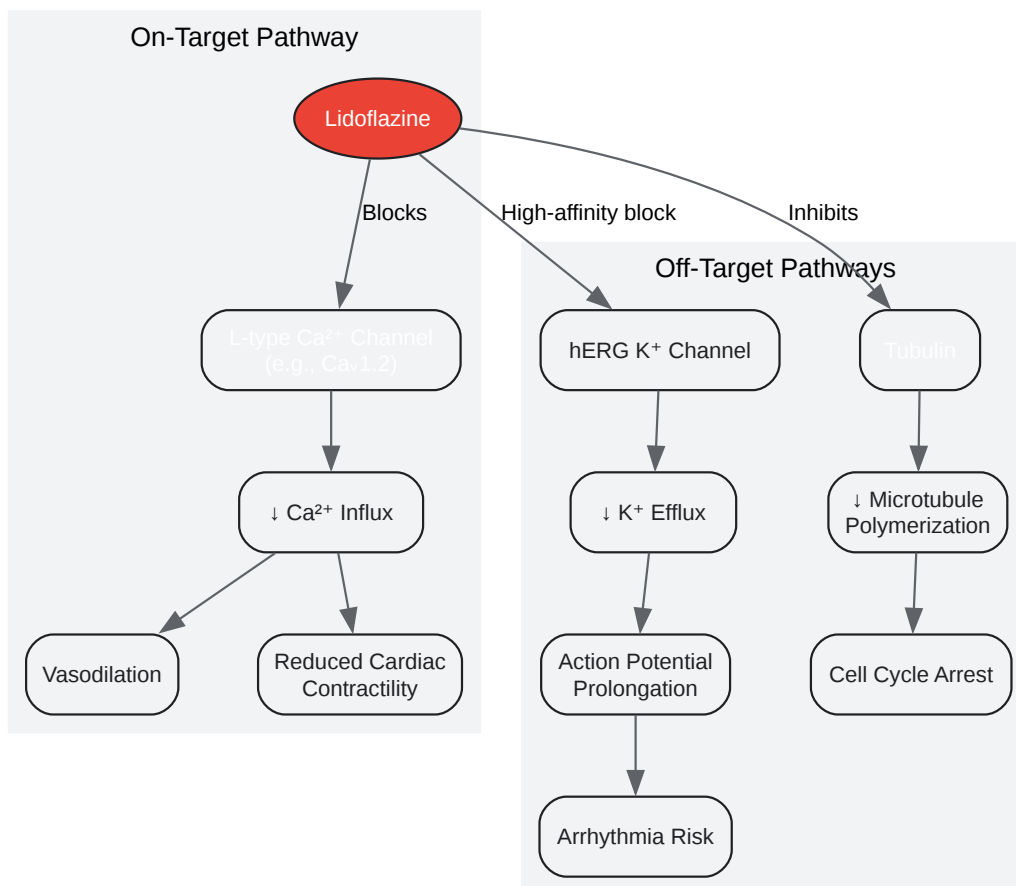 On-Target Pathway
Lidoflazine
Blocks
High-affinity block
Inhibits
Off-Target Pathways
L-type Ca²⁺ Channel
(e.g., Caᵥ1.2)
hERG K⁺ Channel
Tubulin
↓ Ca²⁺ Influx
↓ K⁺ Efflux
↓ Microtubule
Polymerization
Vasodilation
Reduced Cardiac
Contractility
Action Potential
Prolongation
Cell Cycle Arrest
Arrhythmia Risk